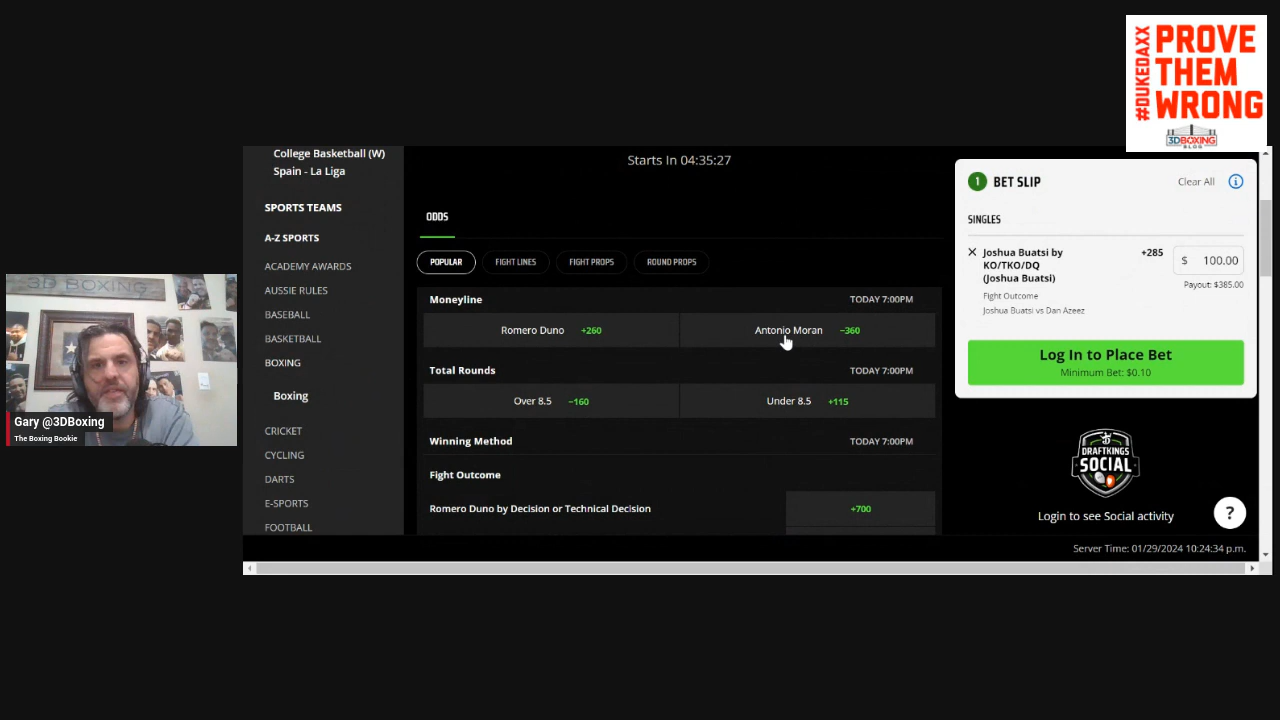 #DUKEDAXX
PROVE
THEM
WRONG
3DBOXING
BLOG
College Basketball (W)
Spain - La Liga
SPORTS TEAMS
A-Z SPORTS
ACADEMY AWARDS
AUSSIE RULES
BASEBALL
BASKETBALL
BOXING
Boxing
CRICKET
CYCLING
DARTS
E-SPORTS
FOOTBALL
Starts In 04:35:27
ODDS
POPULAR FIGHT LINES FIGHT PROPS ROUND PROPS
Moneyline TODAY 7:00PM
Romero Duno +260 Antonio Moran −360
Total Rounds TODAY 7:00PM
Over 8.5 −160 Under 8.5 +115
Winning Method TODAY 7:00PM
Fight Outcome
Romero Duno by Decision or Technical Decision +700
1 BET SLIP Clear All i
SINGLES
Joshua Buatsi by +285 $ 100.00
KO/TKO/DQ
(Joshua Buatsi)
Payout: $385.00
Fight Outcome
Joshua Buatsi vs Dan Azeez
Log In to Place Bet
Minimum Bet: $0.10
DRAFTKINGS
SOCIAL
Login to see Social activity
?
Server Time: 01/29/2024 10:24:34 p.m.
3D BOXING
Gary @3DBoxing
The Boxing Bookie